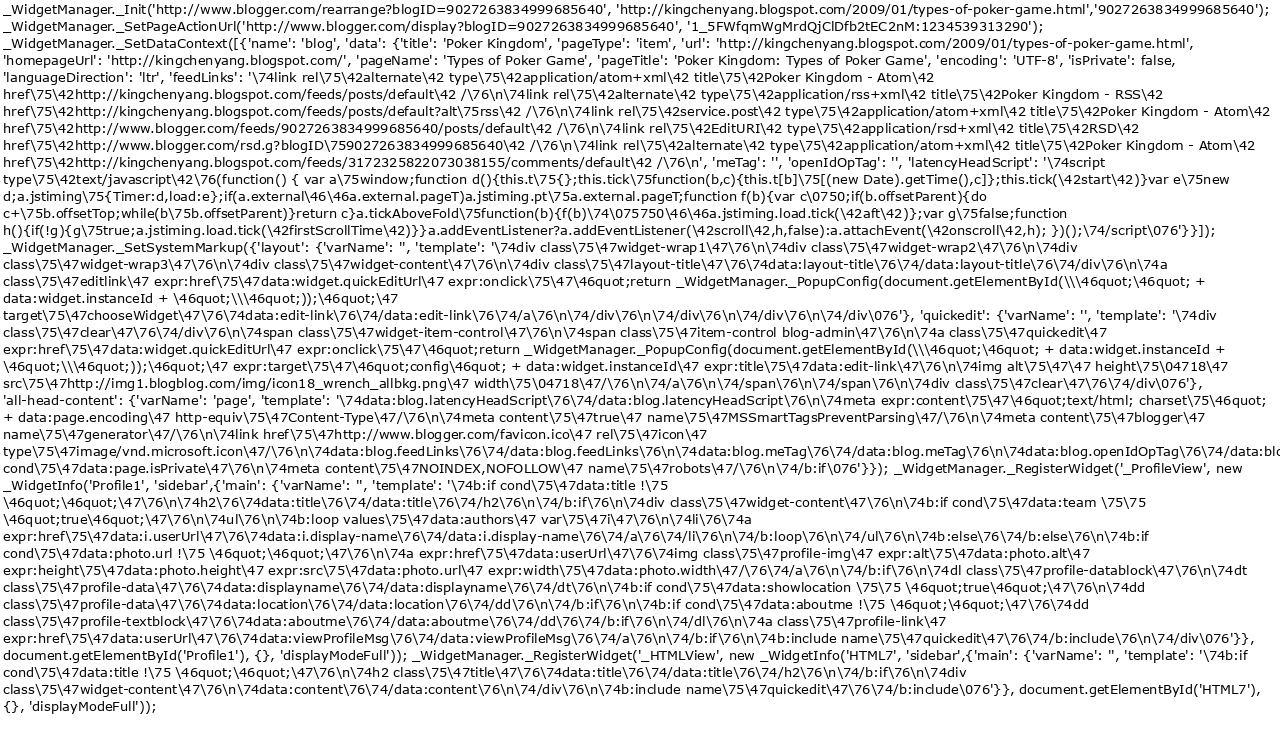 _WidgetManager._Init('http://www.blogger.com/rearrange?blogID=9027263834999685640', 'http://kingchenyang.blogspot.com/2009/01/types-of-poker-game.html','9027263834999685640');
_WidgetManager._SetPageActionUrl('http://www.blogger.com/display?blogID=9027263834999685640', '1_5FWfqmWgMrdQjClDfb2tEC2nM:1234539313290');
_WidgetManager._SetDataContext([{'name': 'blog', 'data': {'title': 'Poker Kingdom', 'pageType': 'item', 'url': 'http://kingchenyang.blogspot.com/2009/01/types-of-poker-game.html',
'homepageUrl': 'http://kingchenyang.blogspot.com/', 'pageName': 'Types of Poker Game', 'pageTitle': 'Poker Kingdom: Types of Poker Game', 'encoding': 'UTF-8', 'isPrivate': false,
'languageDirection': 'ltr', 'feedLinks': '\74link rel\75\42alternate\42 type\75\42application/atom+xml\42 title\75\42Poker Kingdom - Atom\42
href\75\42http://kingchenyang.blogspot.com/feeds/posts/default\42 /\76\n\74link rel\75\42alternate\42 type\75\42application/rss+xml\42 title\75\42Poker Kingdom - RSS\42
href\75\42http://kingchenyang.blogspot.com/feeds/posts/default?alt\75rss\42 /\76\n\74link rel\75\42service.post\42 type\75\42application/atom+xml\42 title\75\42Poker Kingdom - Atom\42
href\75\42http://www.blogger.com/feeds/9027263834999685640/posts/default\42 /\76\n\74link rel\75\42EditURI\42 type\75\42application/rsd+xml\42 title\75\42RSD\42
href\75\42http://www.blogger.com/rsd.g?blogID\759027263834999685640\42 /\76\n\74link rel\75\42alternate\42 type\75\42application/atom+xml\42 title\75\42Poker Kingdom - Atom\42
href\75\42http://kingchenyang.blogspot.com/feeds/3172325822073038155/comments/default\42 /\76\n', 'meTag': '', 'openIdOpTag': '', 'latencyHeadScript': '\74script
type\75\42text/javascript\42\76(function() { var a\75window;function d(){this.t\75{};this.tick\75function(b,c){this.t[b]\75[(new Date).getTime(),c]};this.tick(\42start\42)}var e\75new
d;a.jstiming\75{Timer:d,load:e};if(a.external\46\46a.external.pageT)a.jstiming.pt\75a.external.pageT;function f(b){var c\0750;if(b.offsetParent){do
c+\75b.offsetTop;while(b\75b.offsetParent)}return c}a.tickAboveFold\75function(b){f(b)\74\075750\46\46a.jstiming.load.tick(\42aft\42)};var g\75false;function
h(){if(!g){g\75true;a.jstiming.load.tick(\42firstScrollTime\42)}}a.addEventListener?a.addEventListener(\42scroll\42,h,false):a.attachEvent(\42onscroll\42,h); })();\74/script\076'}}]);
_WidgetManager._SetSystemMarkup({'layout': {'varName': '', 'template': '\74div class\75\47widget-wrap1\47\76\n\74div class\75\47widget-wrap2\47\76\n\74div
class\75\47widget-wrap3\47\76\n\74div class\75\47widget-content\47\76\n\74div class\75\47layout-title\47\76\74data:layout-title\76\74/data:layout-title\76\74/div\76\n\74a
class\75\47editlink\47 expr:href\75\47data:widget.quickEditUrl\47 expr:onclick\75\47\46quot;return _WidgetManager._PopupConfig(document.getElementById(\\\46quot;\46quot; +
data:widget.instanceId + \46quot;\\\46quot;));\46quot;\47
target\75\47chooseWidget\47\76\74data:edit-link\76\74/data:edit-link\76\74/a\76\n\74/div\76\n\74/div\76\n\74/div\76\n\74/div\076'}, 'quickedit': {'varName': '', 'template': '\74div
class\75\47clear\47\76\74/div\76\n\74span class\75\47widget-item-control\47\76\n\74span class\75\47item-control blog-admin\47\76\n\74a class\75\47quickedit\47
expr:href\75\47data:widget.quickEditUrl\47 expr:onclick\75\47\46quot;return _WidgetManager._PopupConfig(document.getElementById(\\\46quot;\46quot; + data:widget.instanceId +
\46quot;\\\46quot;));\46quot;\47 expr:target\75\47\46quot;config\46quot; + data:widget.instanceId\47 expr:title\75\47data:edit-link\47\76\n\74img alt\75\47\47 height\75\04718\47
src\75\47http://img1.blogblog.com/img/icon18_wrench_allbkg.png\47 width\75\04718\47/\76\n\74/a\76\n\74/span\76\n\74/span\76\n\74div class\75\47clear\47\76\74/div\076'},
'all-head-content': {'varName': 'page', 'template': '\74data:blog.latencyHeadScript\76\74/data:blog.latencyHeadScript\76\n\74meta expr:content\75\47\46quot;text/html; charset\75\46quot;
+ data:page.encoding\47 http-equiv\75\47Content-Type\47/\76\n\74meta content\75\47true\47 name\75\47MSSmartTagsPreventParsing\47/\76\n\74meta content\75\47blogger\47
name\75\47generator\47/\76\n\74link href\75\47http://www.blogger.com/favicon.ico\47 rel\75\47icon\47
type\75\47image/vnd.microsoft.icon\47/\76\n\74data:blog.feedLinks\76\74/data:blog.feedLinks\76\n\74data:blog.meTag\76\74/data:blog.meTag\76\n\74data:blog.openIdOpTag\76\74/data:blo
cond\75\47data:page.isPrivate\47\76\n\74meta content\75\47NOINDEX,NOFOLLOW\47 name\75\47robots\47/\76\n\74/b:if\076'}}); _WidgetManager._RegisterWidget('_ProfileView', new
_WidgetInfo('Profile1', 'sidebar',{'main': {'varName': '', 'template': '\74b:if cond\75\47data:title !\75
\46quot;\46quot;\47\76\n\74h2\76\74data:title\76\74/data:title\76\74/h2\76\n\74/b:if\76\n\74div class\75\47widget-content\47\76\n\74b:if cond\75\47data:team \75\75
\46quot;true\46quot;\47\76\n\74ul\76\n\74b:loop values\75\47data:authors\47 var\75\47i\47\76\n\74li\76\74a
expr:href\75\47data:i.userUrl\47\76\74data:i.display-name\76\74/data:i.display-name\76\74/a\76\74/li\76\n\74/b:loop\76\n\74/ul\76\n\74b:else\76\74/b:else\76\n\74b:if
cond\75\47data:photo.url !\75 \46quot;\46quot;\47\76\n\74a expr:href\75\47data:userUrl\47\76\74img class\75\47profile-img\47 expr:alt\75\47data:photo.alt\47
expr:height\75\47data:photo.height\47 expr:src\75\47data:photo.url\47 expr:width\75\47data:photo.width\47/\76\74/a\76\n\74/b:if\76\n\74dl class\75\47profile-datablock\47\76\n\74dt
class\75\47profile-data\47\76\74data:displayname\76\74/data:displayname\76\74/dt\76\n\74b:if cond\75\47data:showlocation \75\75 \46quot;true\46quot;\47\76\n\74dd
class\75\47profile-data\47\76\74data:location\76\74/data:location\76\74/dd\76\n\74/b:if\76\n\74b:if cond\75\47data:aboutme !\75 \46quot;\46quot;\47\76\74dd
class\75\47profile-textblock\47\76\74data:aboutme\76\74/data:aboutme\76\74/dd\76\74/b:if\76\n\74/dl\76\n\74a class\75\47profile-link\47
expr:href\75\47data:userUrl\47\76\74data:viewProfileMsg\76\74/data:viewProfileMsg\76\74/a\76\n\74/b:if\76\n\74b:include name\75\47quickedit\47\76\74/b:include\76\n\74/div\076'}},
document.getElementById('Profile1'), {}, 'displayModeFull')); _WidgetManager._RegisterWidget('_HTMLView', new _WidgetInfo('HTML7', 'sidebar',{'main': {'varName': '', 'template': '\74b:if
cond\75\47data:title !\75 \46quot;\46quot;\47\76\n\74h2 class\75\47title\47\76\74data:title\76\74/data:title\76\74/h2\76\n\74/b:if\76\n\74div
class\75\47widget-content\47\76\n\74data:content\76\74/data:content\76\n\74/div\76\n\74b:include name\75\47quickedit\47\76\74/b:include\076'}}, document.getElementById('HTML7'),
{}, 'displayModeFull'));